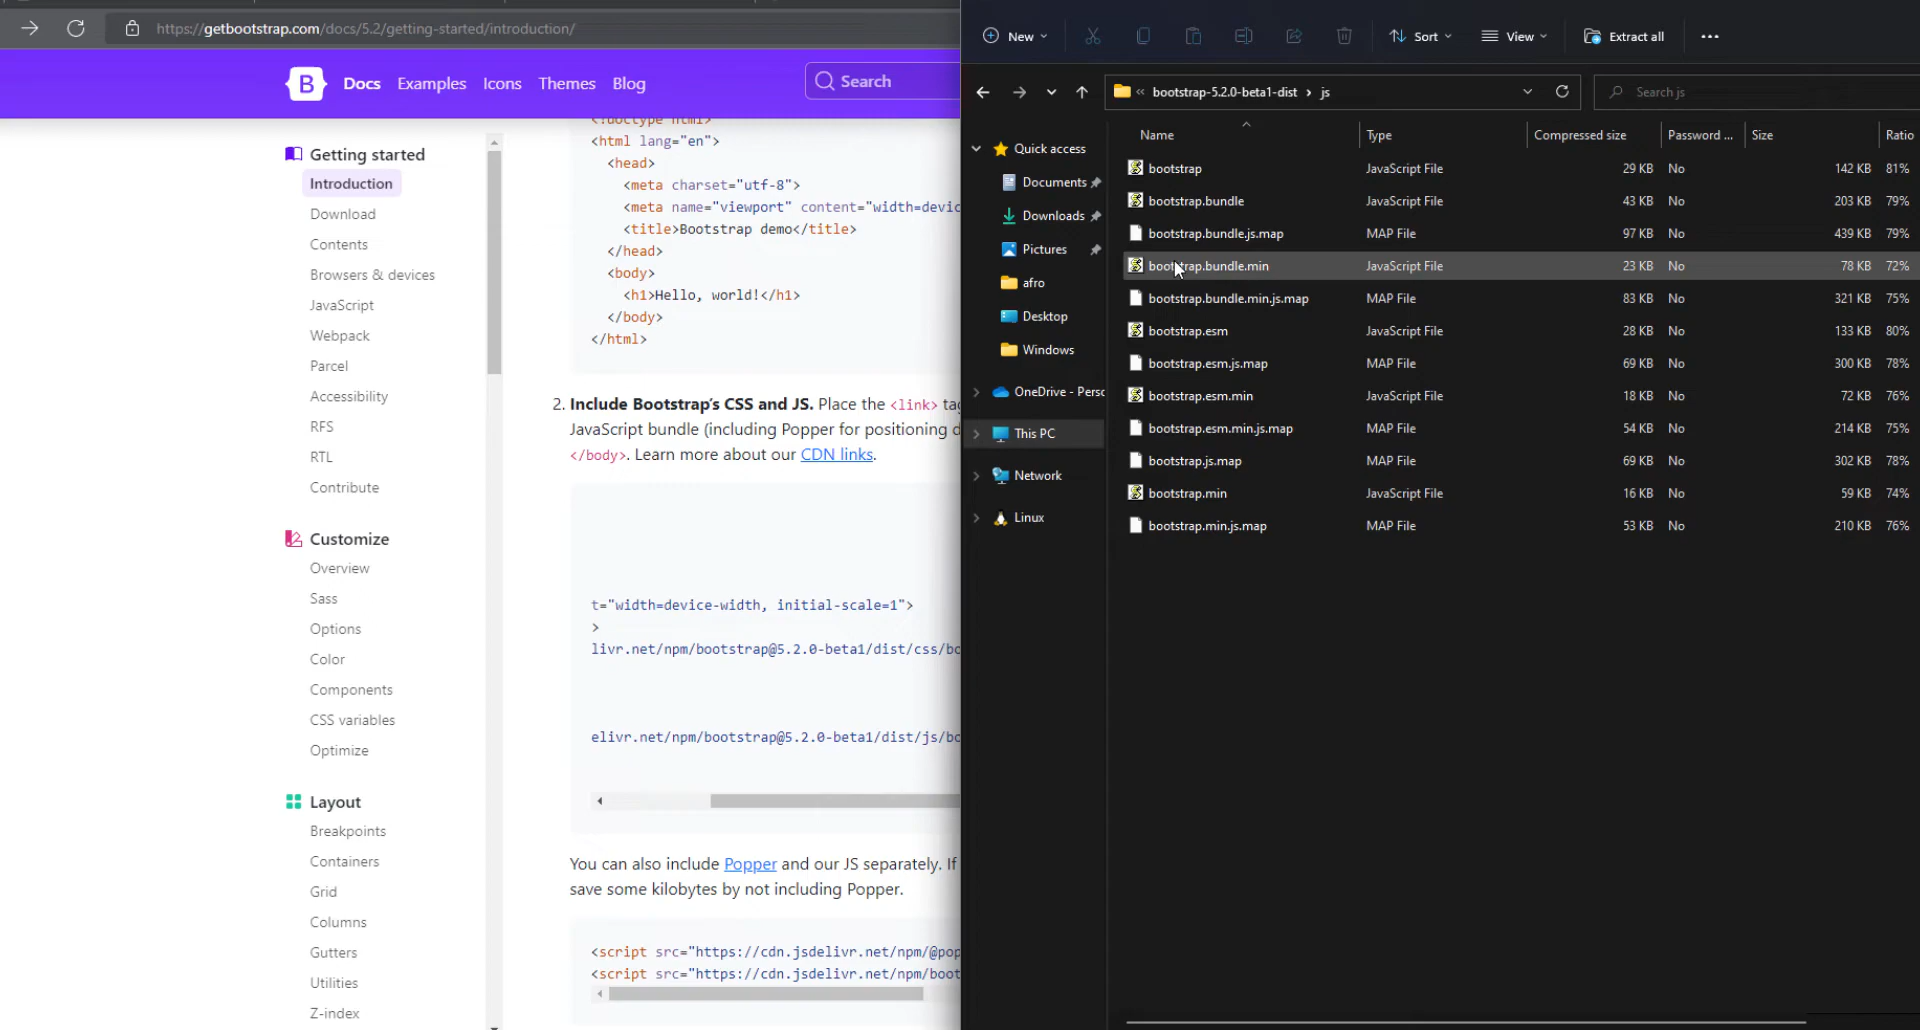 https://getbootstrap.com/docs/5.2/getting-started/introduction/
B Docs Examples Icons Themes Blog Search
Getting started
Introduction
Download
Contents
Browsers & devices
JavaScript
Webpack
Parcel
Accessibility
RFS
RTL
Contribute
Customize
Overview
Sass
Options
Color
Components
CSS variables
Optimize
Layout
Breakpoints
Containers
Grid
Columns
Gutters
Utilities
Z-index
<!doctype html>
<html lang="en">
<head>
<meta charset="utf-8">
<meta name="viewport" content="width=devic
<title>Bootstrap demo</title>
</head>
<body>
<h1>Hello, world!</h1>
</body>
</html>
2. Include Bootstrap's CSS and JS. Place the <link> tag
JavaScript bundle (including Popper for positioning d
</body>. Learn more about our CDN links.
t="width=device-width, initial-scale=1">
>
livr.net/npm/bootstrap@5.2.0-beta1/dist/css/bo
elivr.net/npm/bootstrap@5.2.0-beta1/dist/js/bo
You can also include Popper and our JS separately. If
save some kilobytes by not including Popper.
<script src="https://cdn.jsdelivr.net/npm/@pop
<script src="https://cdn.jsdelivr.net/npm/boot
New Sort View Extract all
« bootstrap-5.2.0-beta1-dist › js Search js
Quick access
Documents
Downloads
Pictures
afro
Desktop
Windows
OneDrive - Perso
This PC
Network
Linux
Name Type Compressed size Password ... Size Ratio
bootstrap JavaScript File 29 KB No 142 KB 81%
bootstrap.bundle JavaScript File 43 KB No 203 KB 79%
bootstrap.bundle.js.map MAP File 97 KB No 439 KB 79%
bootstrap.bundle.min JavaScript File 23 KB No 78 KB 72%
bootstrap.bundle.min.js.map MAP File 83 KB No 321 KB 75%
bootstrap.esm JavaScript File 28 KB No 133 KB 80%
bootstrap.esm.js.map MAP File 69 KB No 300 KB 78%
bootstrap.esm.min JavaScript File 18 KB No 72 KB 76%
bootstrap.esm.min.js.map MAP File 54 KB No 214 KB 75%
bootstrap.js.map MAP File 69 KB No 302 KB 78%
bootstrap.min JavaScript File 16 KB No 59 KB 74%
bootstrap.min.js.map MAP File 53 KB No 210 KB 76%